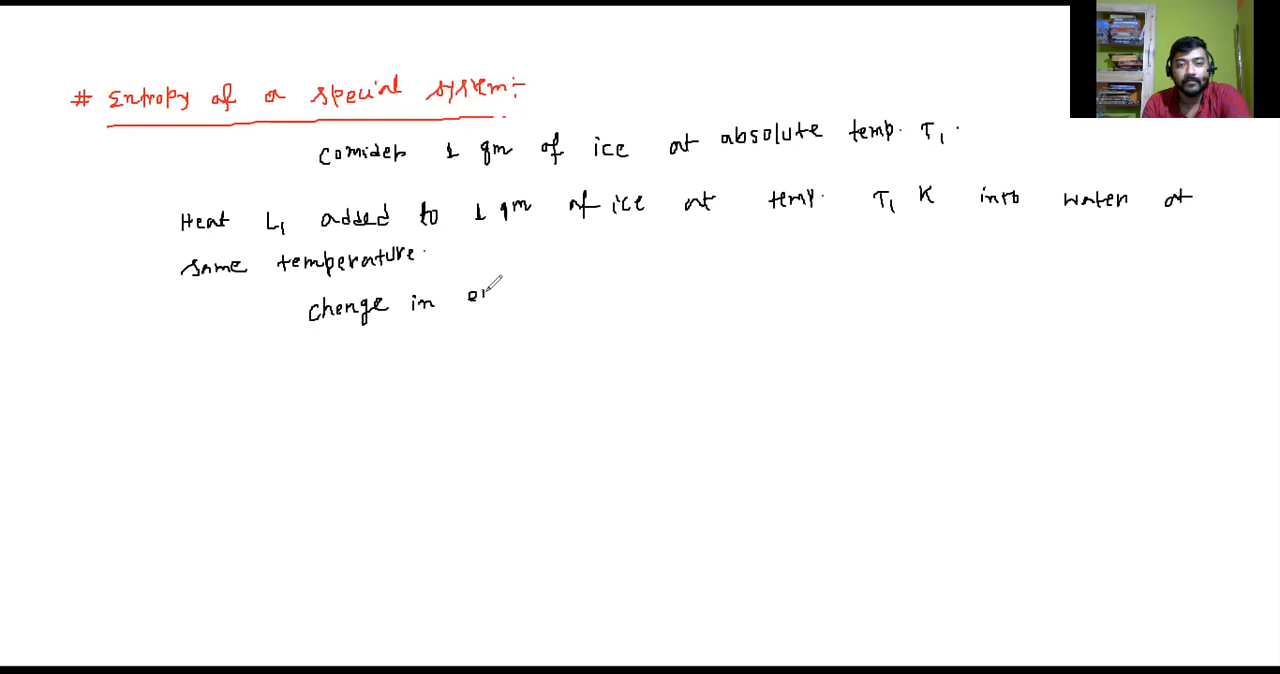 # Entropy of a special system:-
Consider 1 gm of ice at absolute temp. T₁.
Heat L₁ added to 1 gm of ice at temp. T₁ K into water at
same temperature.
Change in en